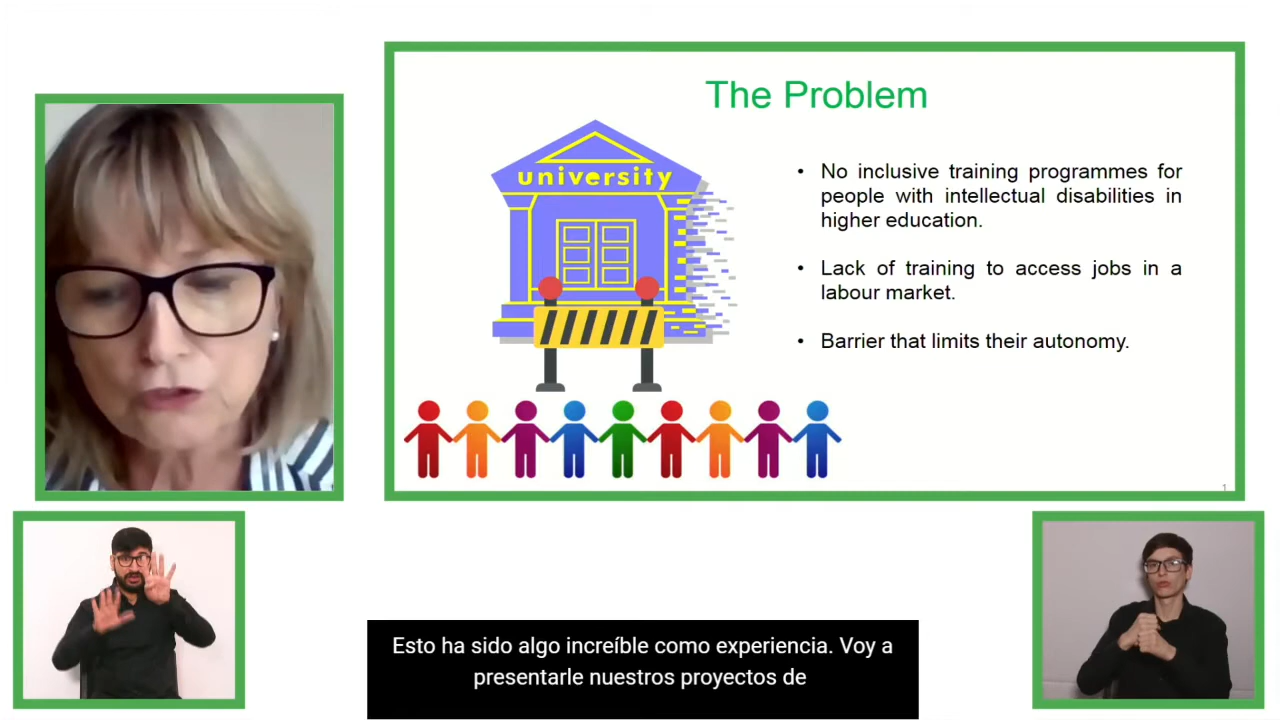 The Problem
university
• No inclusive training programmes for
people with intellectual disabilities in
higher education.
• Lack of training to access jobs in a
labour market.
• Barrier that limits their autonomy.
1
Esto ha sido algo increíble como experiencia. Voy a
presentarle nuestros proyectos de